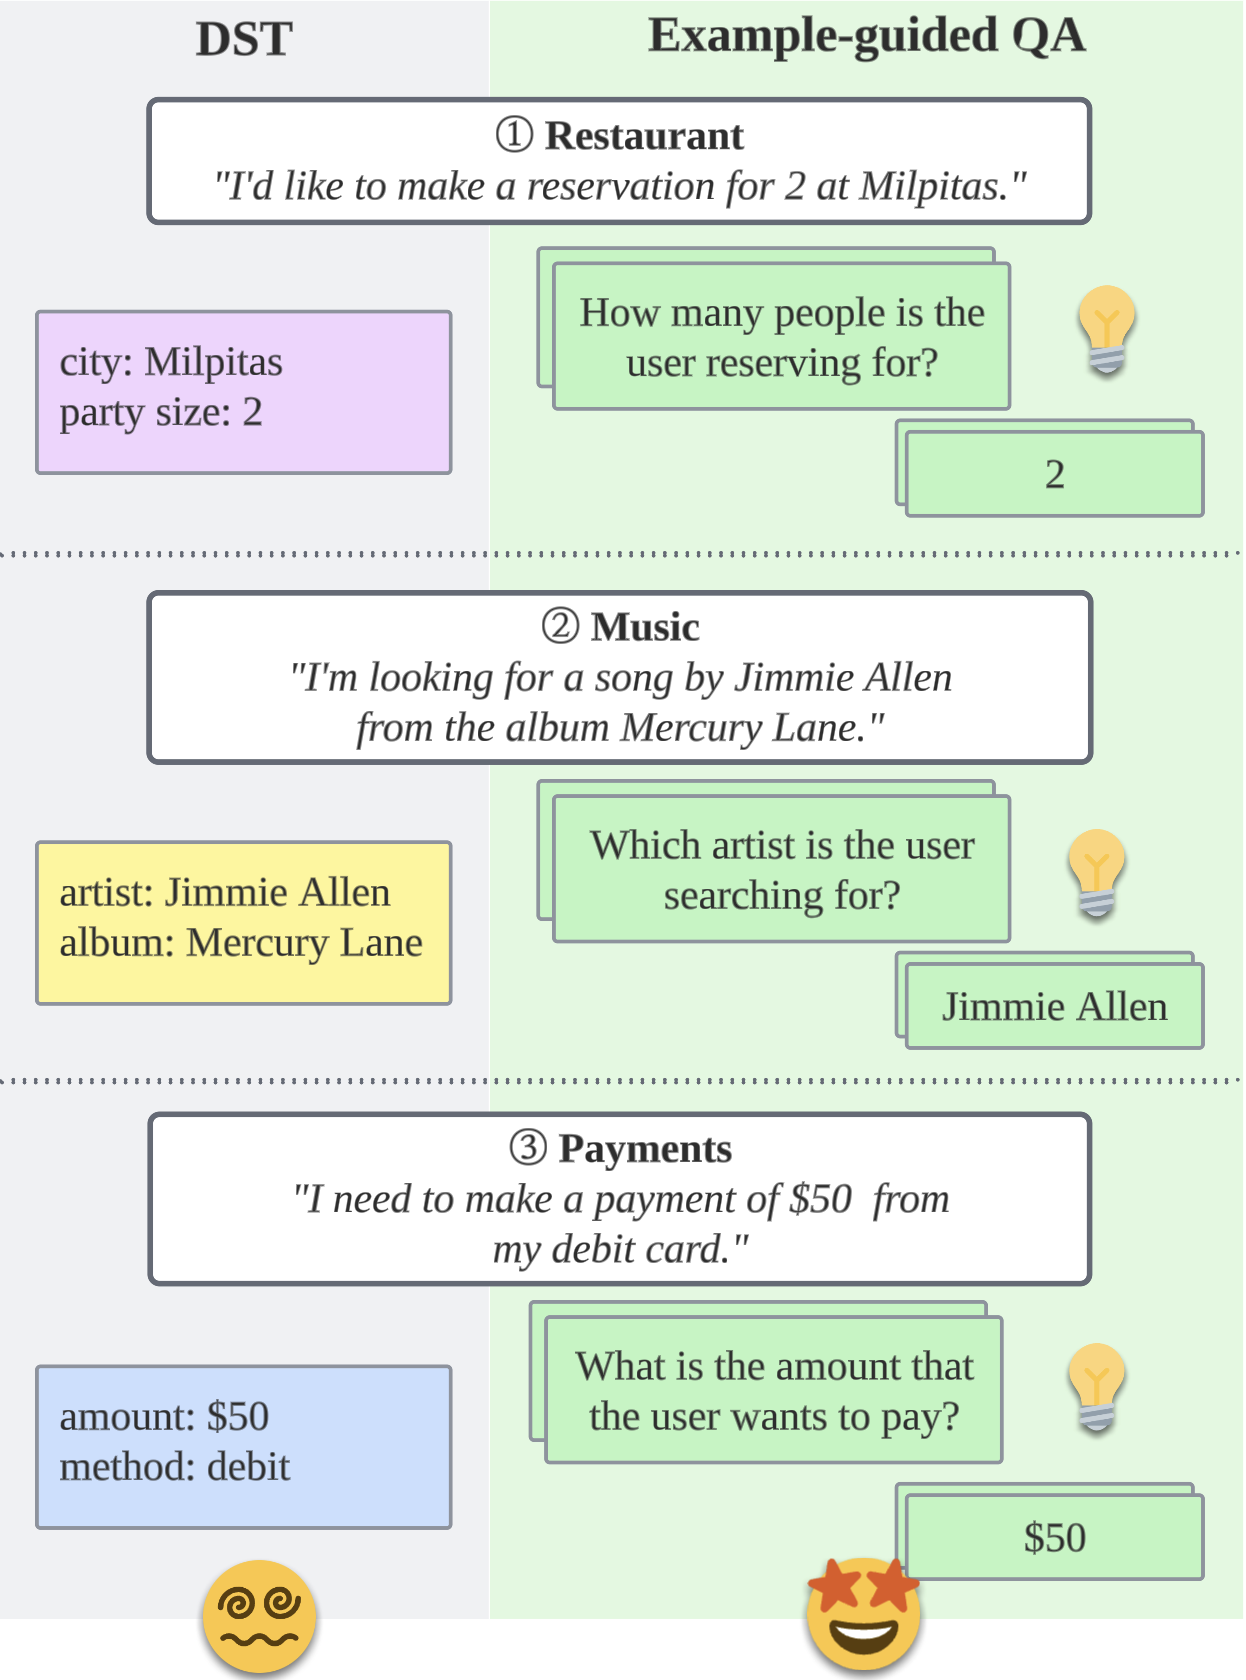 DST
Example-guided QA
① Restaurant
"I'd like to make a reservation for 2 at Milpitas."
city: Milpitas
party size: 2
How many people is the
user reserving for?
2
② Music
"I'm looking for a song by Jimmie Allen
from the album Mercury Lane."
artist: Jimmie Allen
album: Mercury Lane
Which artist is the user
searching for?
Jimmie Allen
③ Payments
"I need to make a payment of $50 from
my debit card."
amount: $50
method: debit
What is the amount that
the user wants to pay?
$50